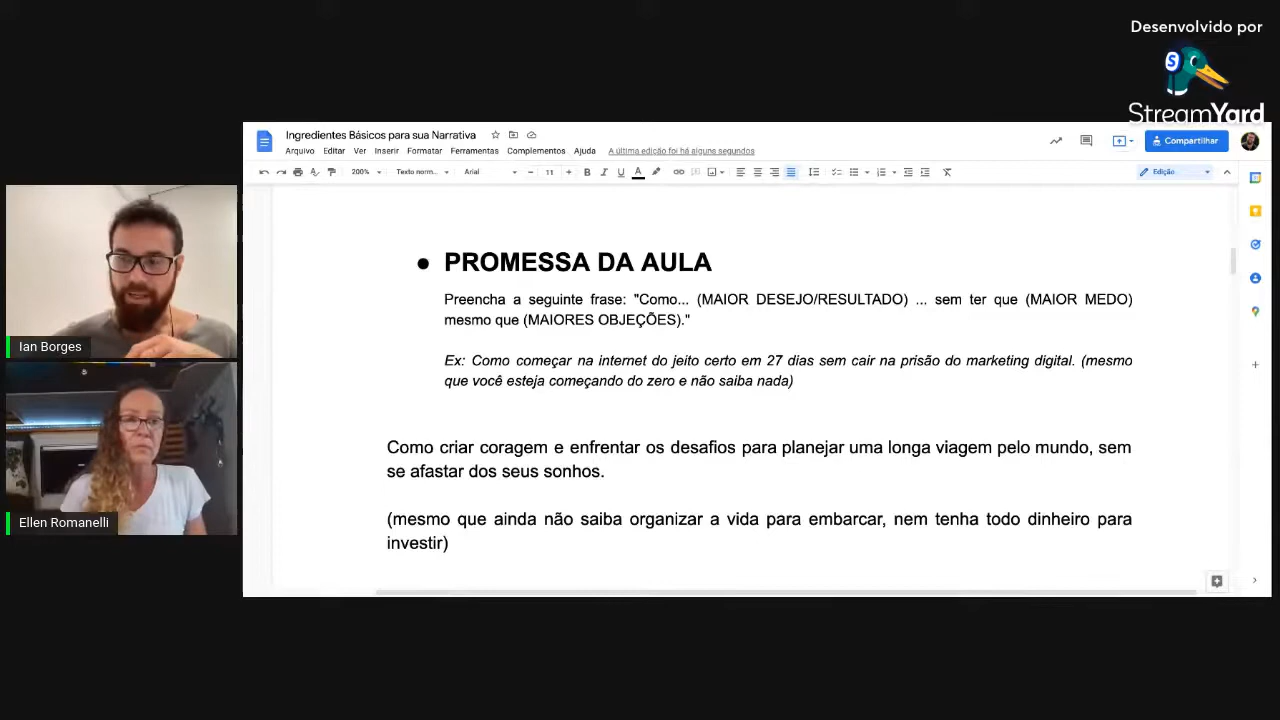 Desenvolvido por
StreamYard
Ingredientes Básicos para sua Narrativa
Arquivo Editar Ver Inserir Formatar Ferramentas Complementos Ajuda A última edição foi há alguns segundos
Compartilhar
200% Texto norm... Arial 11 B I U A Edição
PROMESSA DA AULA
Preencha a seguinte frase: "Como... (MAIOR DESEJO/RESULTADO) ... sem ter que (MAIOR MEDO)
mesmo que (MAIORES OBJEÇÕES)."
Ex: Como começar na internet do jeito certo em 27 dias sem cair na prisão do marketing digital. (mesmo
que você esteja começando do zero e não saiba nada)
Como criar coragem e enfrentar os desafios para planejar uma longa viagem pelo mundo, sem
se afastar dos seus sonhos.
(mesmo que ainda não saiba organizar a vida para embarcar, nem tenha todo dinheiro para
investir)
Ian Borges
Ellen Romanelli